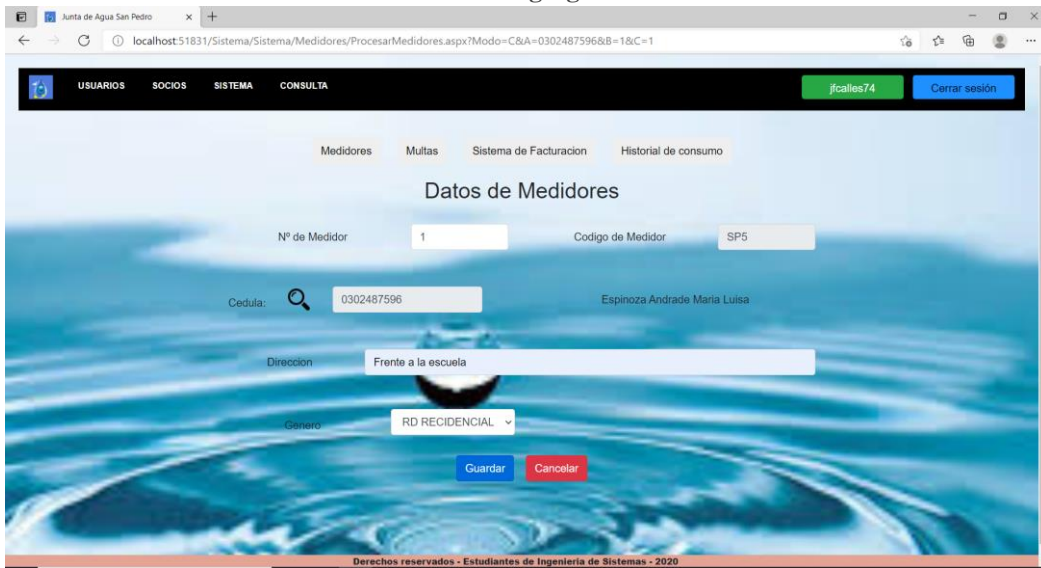 Junta de Agua San Pedro
localhost:51831/Sistema/Sistema/Medidores/ProcesarMedidores.aspx?Modo=C&A=0302487596&B=1&C=1
USUARIOS SOCIOS SISTEMA CONSULTA jfcalles74 Cerrar sesión
Medidores Multas Sistema de Facturacion Historial de consumo
Datos de Medidores
Nº de Medidor 1 Codigo de Medidor SP5
Cedula: 0302487596 Espinoza Andrade Maria Luisa
Direccion Frente a la escuela
Genero RD RECIDENCIAL
Guardar Cancelar
Derechos reservados - Estudiantes de Ingenieria de Sistemas - 2020